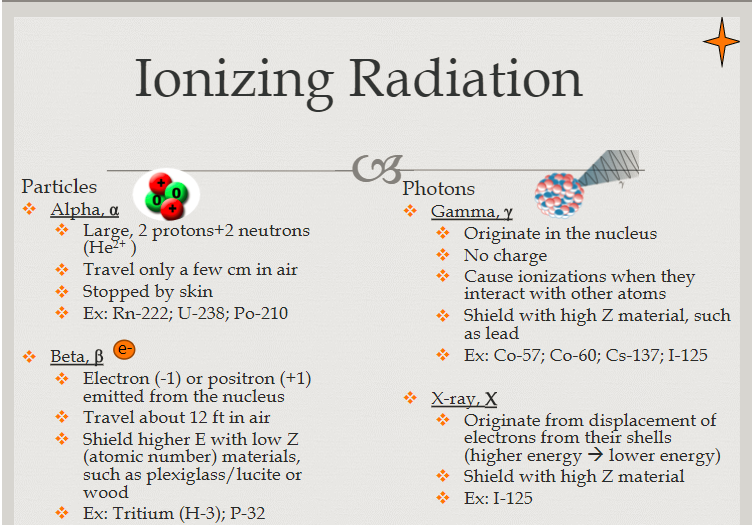 Ionizing Radiation
Particles
Alpha, α
Large, 2 protons+2 neutrons
(He2+ )
Travel only a few cm in air
Stopped by skin
Ex: Rn-222; U-238; Po-210
+
0
0
+
Beta, β
e-
Electron (-1) or positron (+1)
emitted from the nucleus
Travel about 12 ft in air
Shield higher E with low Z
(atomic number) materials,
such as plexiglass/lucite or
wood
Ex: Tritium (H-3); P-32
Photons
γ
Gamma, γ
Originate in the nucleus
No charge
Cause ionizations when they
interact with other atoms
Shield with high Z material, such
as lead
Ex: Co-57; Co-60; Cs-137; I-125
X-ray, X
Originate from displacement of
electrons from their shells
(higher energy → lower energy)
Shield with high Z material
Ex: I-125